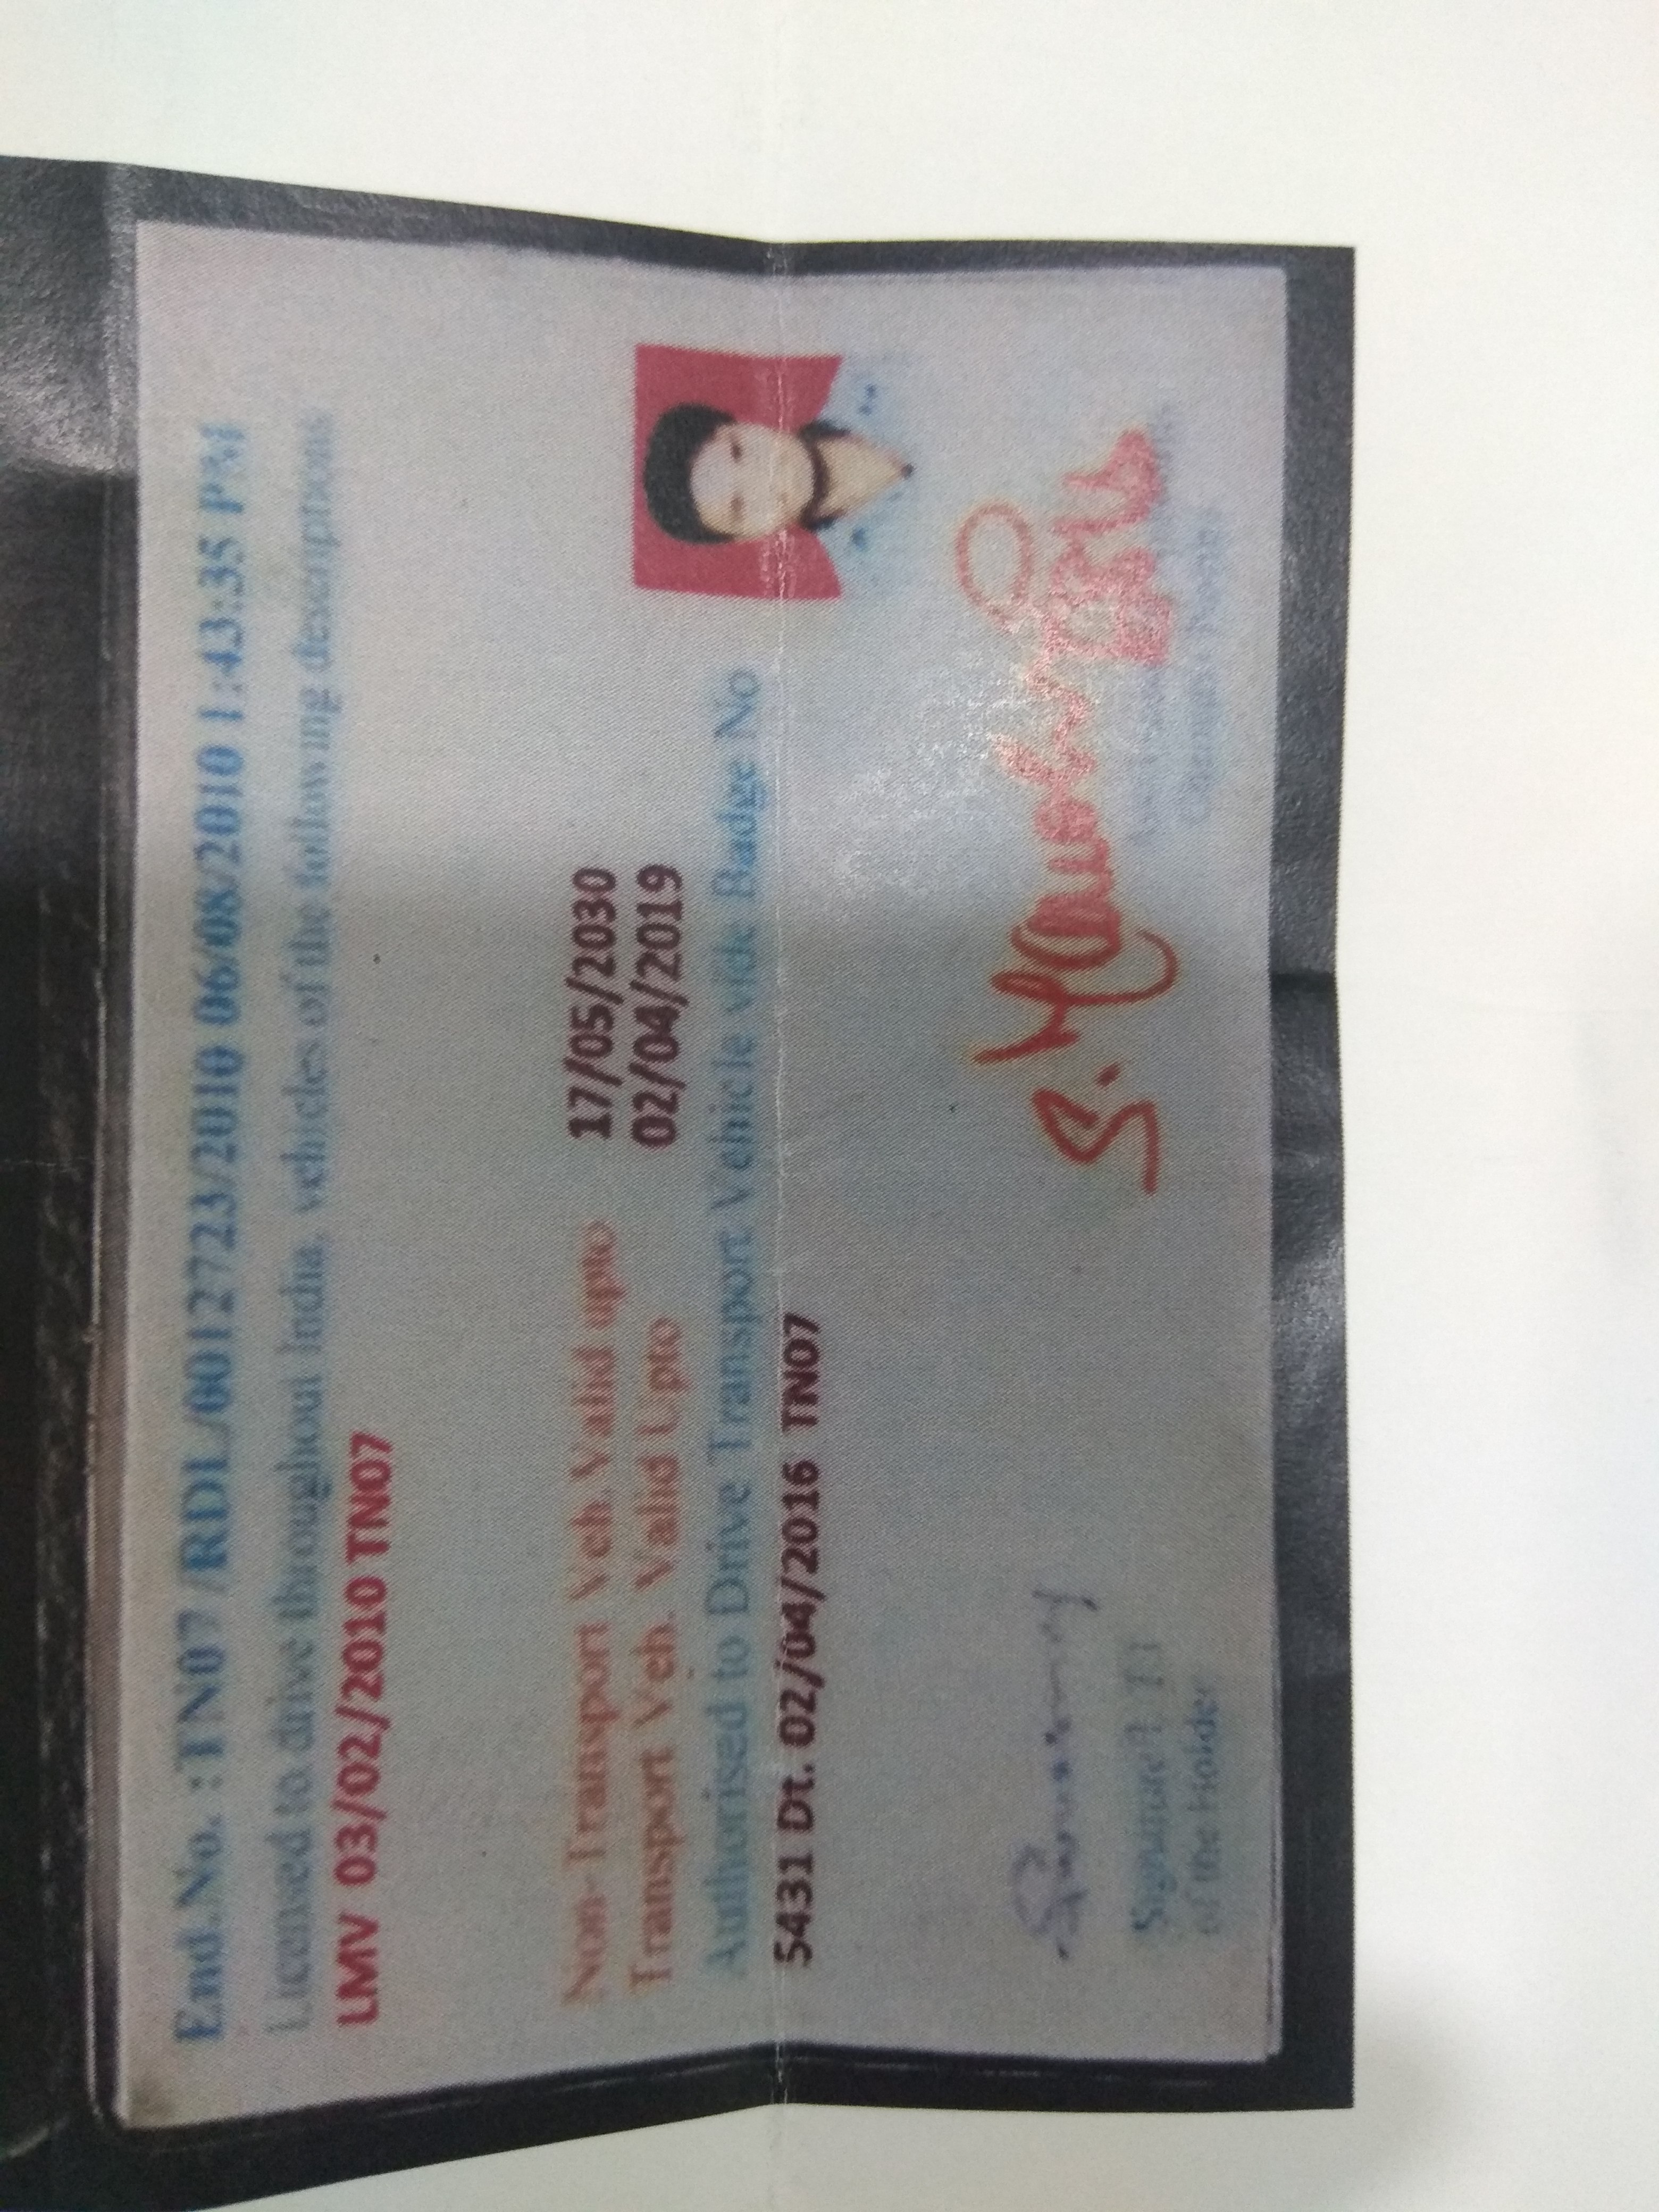 End.No. :TN07 /RDL/0012723/2010 06/08/2010 1:43:35 PM
Licensed to drive throughout India, vehicles of the following descriptions
LMV 03/02/2010 TN07
Non-Transport Veh.Valid upto 17/05/2030
Transport Veh. Valid Upto 02/04/2019
Authorised to Drive Transport Vehicle vide Badge No
5431 Dt. 02/04/2016 TN07
of the Holder